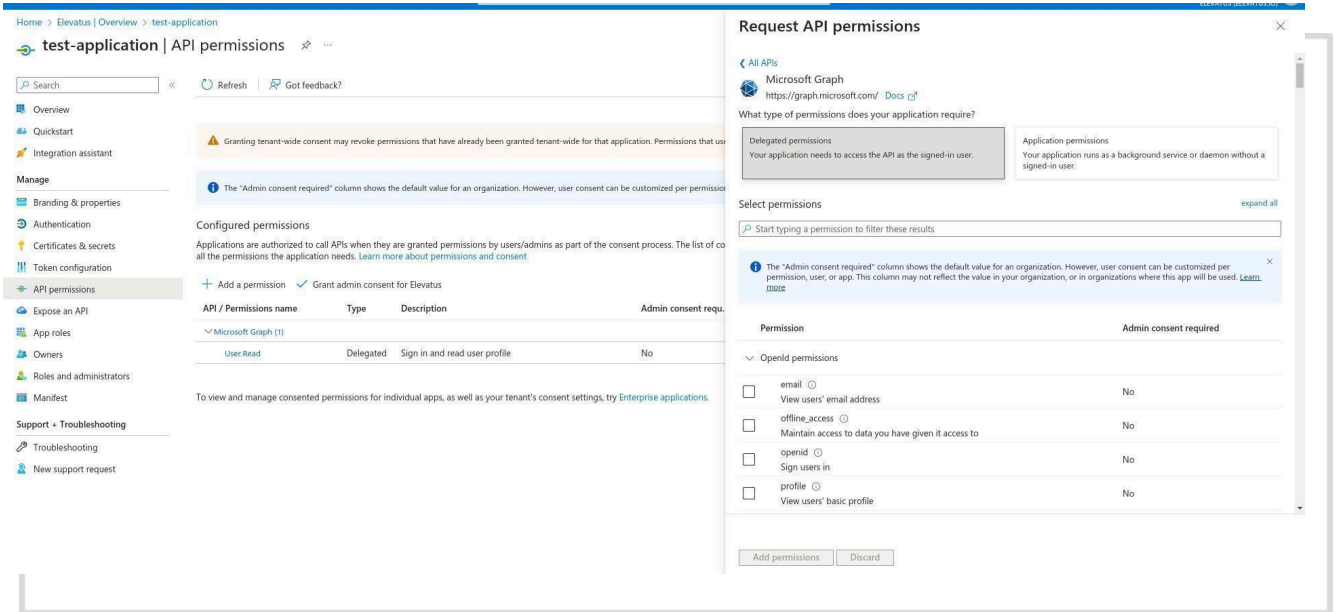 ELEVATUS (ELEVATUS.IO)
Home > Elevatus | Overview > test-application
test-application | API permissions
Search
Refresh
Got feedback?
Overview
Quickstart
Integration assistant
Manage
Branding & properties
Authentication
Certificates & secrets
Token configuration
API permissions
Expose an API
App roles
Owners
Roles and administrators
Manifest
Support + Troubleshooting
Troubleshooting
New support request
Granting tenant-wide consent may revoke permissions that have already been granted tenant-wide for that application. Permissions that use
The "Admin consent required" column shows the default value for an organization. However, user consent can be customized per permission
Configured permissions
Applications are authorized to call APIs when they are granted permissions by users/admins as part of the consent process. The list of co
all the permissions the application needs. Learn more about permissions and consent
Add a permission
Grant admin consent for Elevatus
API / Permissions name Type Description Admin consent requ.
Microsoft Graph (1)
User.Read Delegated Sign in and read user profile No
To view and manage consented permissions for individual apps, as well as your tenant's consent settings, try Enterprise applications.
Request API permissions
All APIs
Microsoft Graph
https://graph.microsoft.com/ Docs
What type of permissions does your application require?
Delegated permissions
Your application needs to access the API as the signed-in user.
Application permissions
Your application runs as a background service or daemon without a
signed-in user.
Select permissions
expand all
Start typing a permission to filter these results
The "Admin consent required" column shows the default value for an organization. However, user consent can be customized per
permission, user, or app. This column may not reflect the value in your organization, or in organizations where this app will be used. Learn
more
Permission Admin consent required
OpenId permissions
email
View users' email address
No
offline_access
Maintain access to data you have given it access to
No
openid
Sign users in
No
profile
View users' basic profile
No
Add permissions
Discard